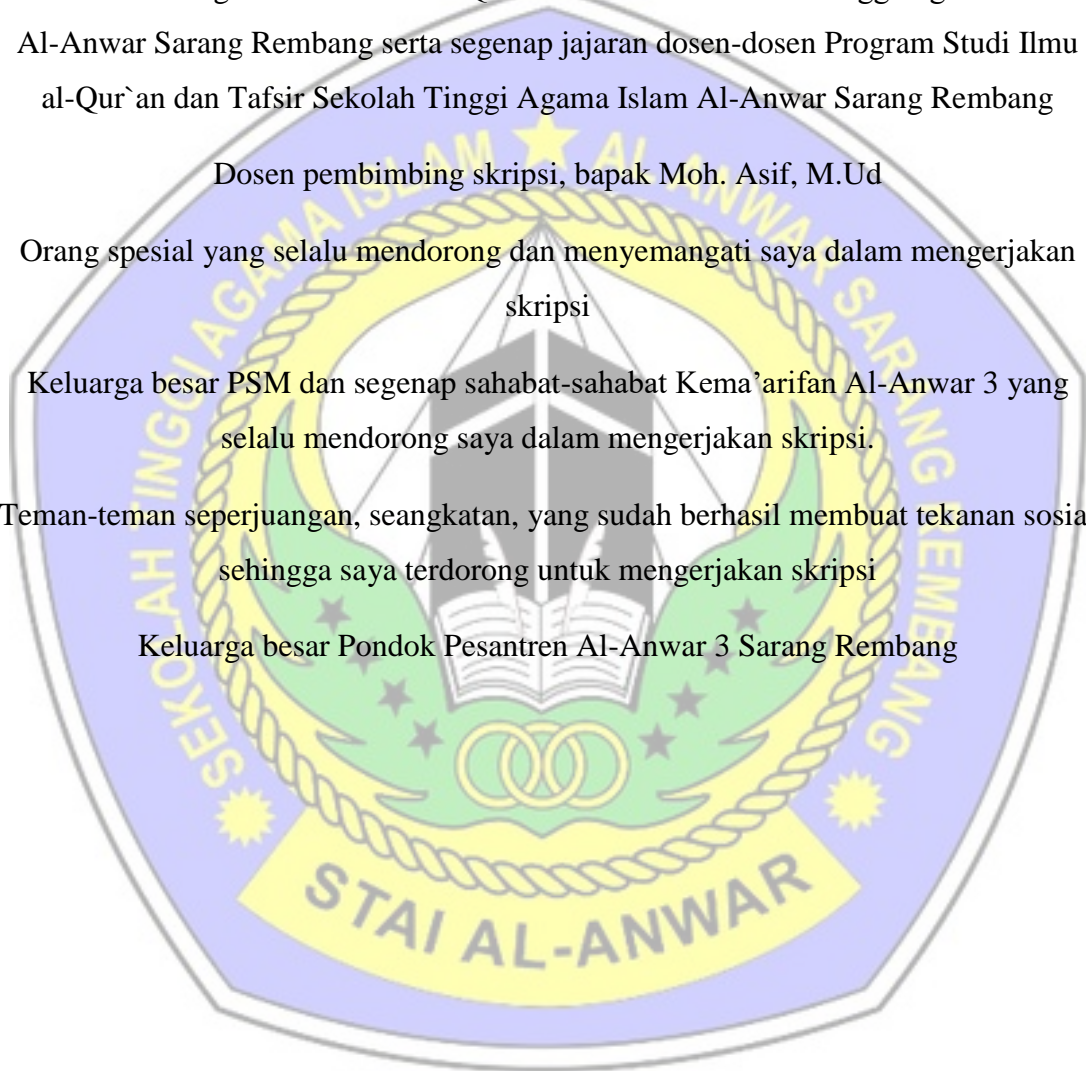 Al-Anwar Sarang Rembang serta segenap jajaran dosen-dosen Program Studi Ilmu
al-Qur`an dan Tafsir Sekolah Tinggi Agama Islam Al-Anwar Sarang Rembang
Dosen pembimbing skripsi, bapak Moh. Asif, M.Ud
Orang spesial yang selalu mendorong dan menyemangati saya dalam mengerjakan
skripsi
Keluarga besar PSM dan segenap sahabat-sahabat Kema’arifan Al-Anwar 3 yang
selalu mendorong saya dalam mengerjakan skripsi.
Teman-teman seperjuangan, seangkatan, yang sudah berhasil membuat tekanan sosia
sehingga saya terdorong untuk mengerjakan skripsi
Keluarga besar Pondok Pesantren Al-Anwar 3 Sarang Rembang
SEKOLAH TINGGI AGAMA ISLAM ★ AL-ANWAR SARANG REMBANG
STAI AL-ANWAR